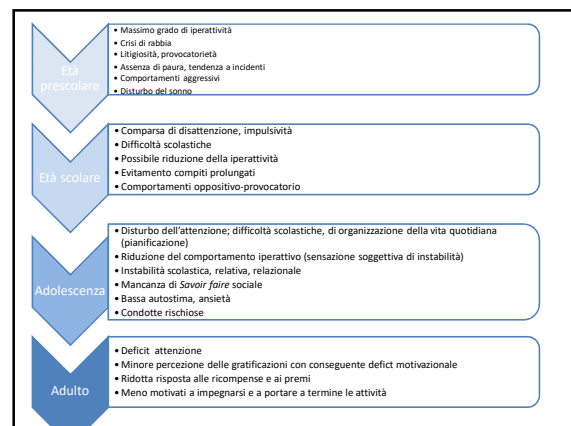 Età
prescolare
• Massimo grado di iperattività
• Crisi di rabbia
• Litigiosità, provocatorietà
• Assenza di paura, tendenza a incidenti
• Comportamenti aggressivi
• Disturbo del sonno
Età scolare
• Comparsa di disattenzione, impulsività
• Difficoltà scolastiche
• Possibile riduzione della iperattività
• Evitamento compiti prolungati
• Comportamenti oppositivo-provocatorio
Adolescenza
• Disturbo dell'attenzione; difficoltà scolastiche, di organizzazione della vita quotidiana
(pianificazione)
• Riduzione del comportamento iperattivo (sensazione soggettiva di instabilità)
• Instabilità scolastica, relativa, relazionale
• Mancanza di Savoir faire sociale
• Bassa autostima, ansietà
• Condotte rischiose
Adulto
• Deficit attenzione
• Minore percezione delle gratificazioni con conseguente defict motivazionale
• Ridotta risposta alle ricompense e ai premi
• Meno motivati a impegnarsi e a portare a termine le attività